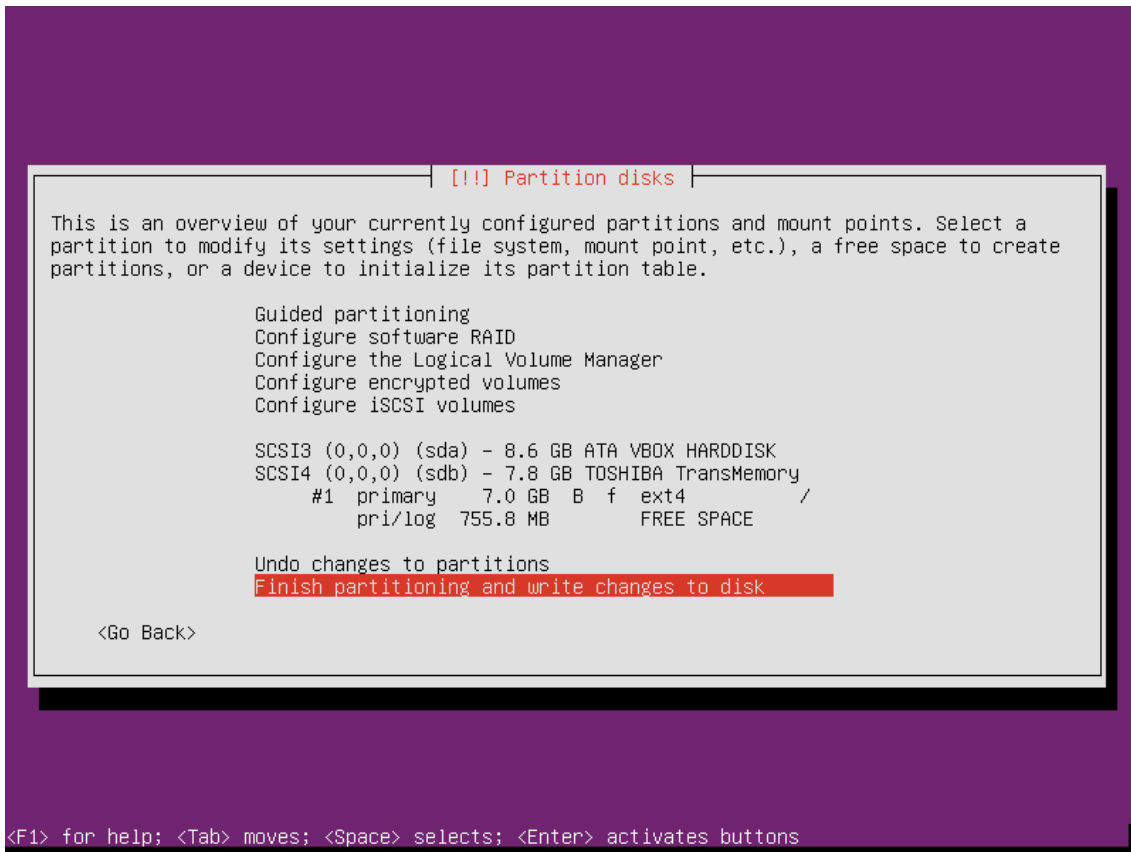 [!!] Partition disks
This is an overview of your currently configured partitions and mount points. Select a
partition to modify its settings (file system, mount point, etc.), a free space to create
partitions, or a device to initialize its partition table.
Guided partitioning
Configure software RAID
Configure the Logical Volume Manager
Configure encrypted volumes
Configure iSCSI volumes
SCSI3 (0,0,0) (sda) - 8.6 GB ATA VBOX HARDDISK
SCSI4 (0,0,0) (sdb) - 7.8 GB TOSHIBA TransMemory
#1 primary 7.0 GB B f ext4 /
pri/log 755.8 MB FREE SPACE
Undo changes to partitions
Finish partitioning and write changes to disk
<Go Back>
<F1> for help; <Tab> moves; <Space> selects; <Enter> activates buttons